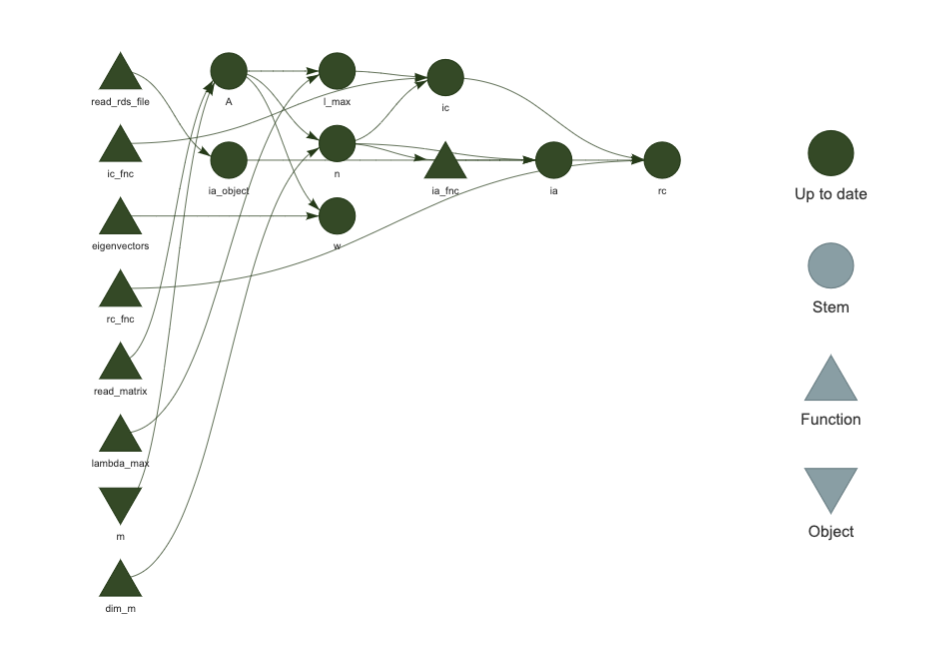 read_rds_file
A
l_max
ic
ic_fnc
ia_object
n
ia_fnc
ia
rc
eigenvectors
w
rc_fnc
read_matrix
lambda_max
m
dim_m
Up to date
Stem
Function
Object